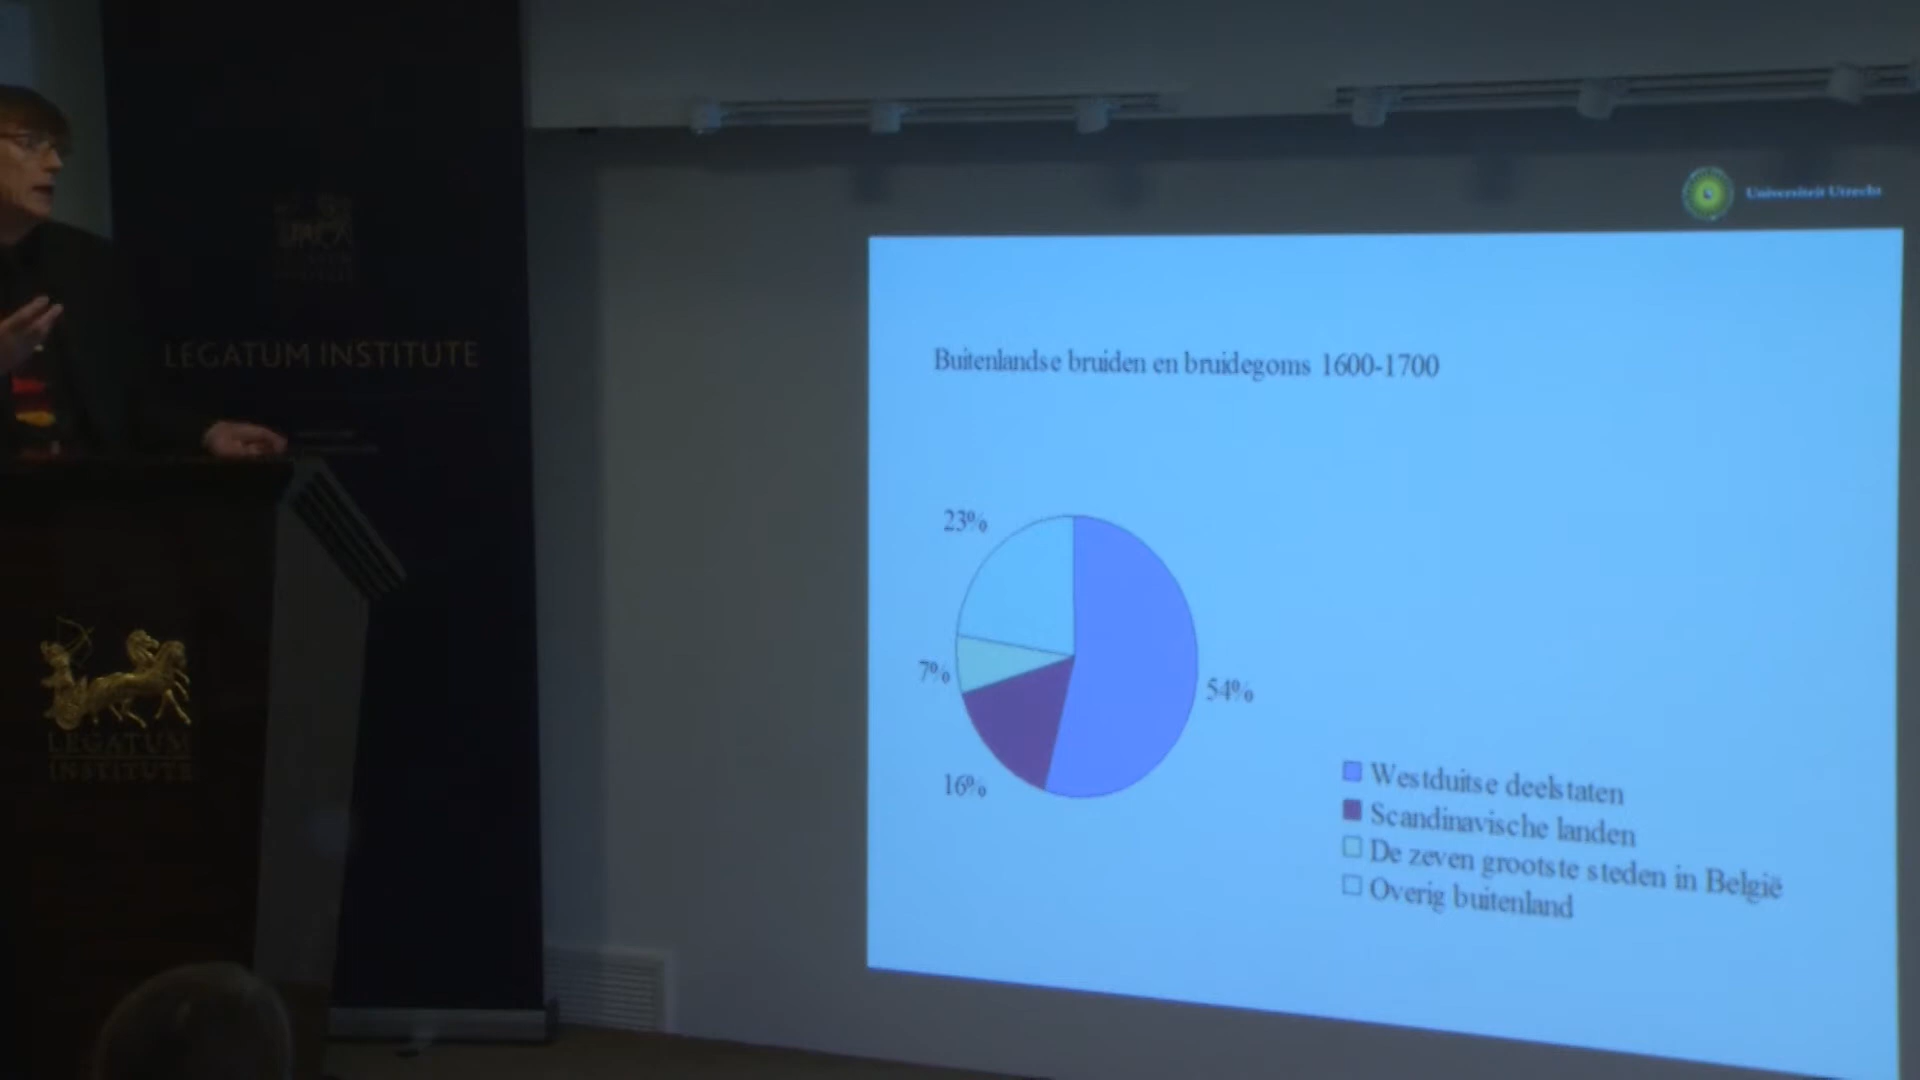 LEGATUM INSTITUTE
LEGATUM
INSTITUTE
Universiteit Utrecht
Buitenlandse bruiden en bruidegoms 1600-1700
23%
7%
54%
16%
Westduitse deelstaten
Scandinavische landen
De zeven grootste steden in België
Overig buitenland